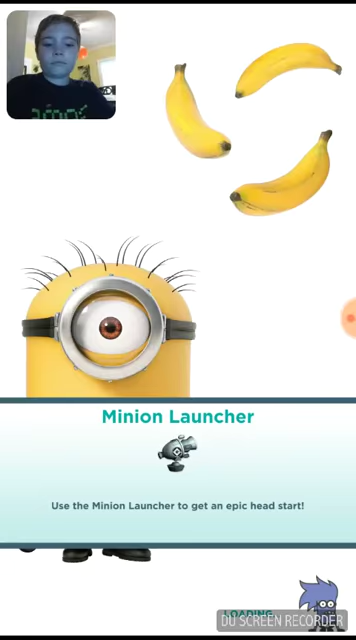 Minion Launcher
Use the Minion Launcher to get an epic head start!
LOADING
DU SCREEN RECORDER